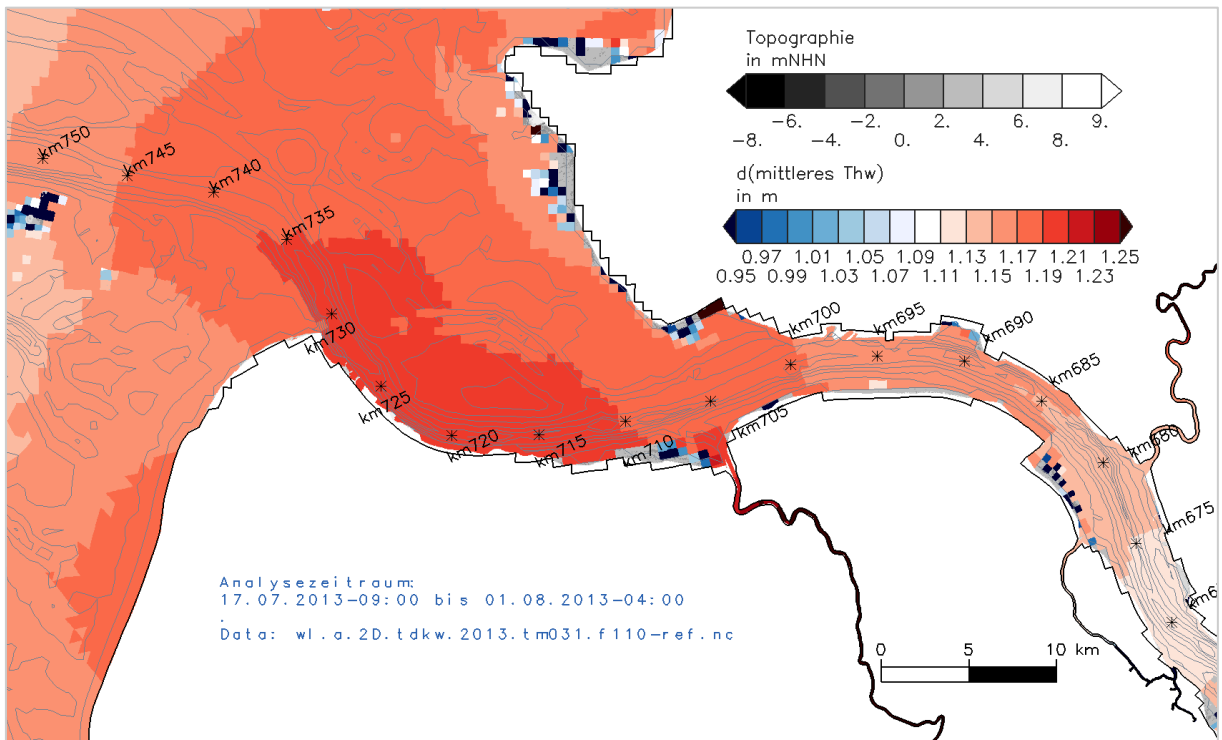 Topographie
in mNHN
-8. -6. -4. -2. 0. 2. 4. 6. 8. 9.
d(mittleres Thw)
in m
0.97 1.01 1.05 1.09 1.13 1.17 1.21 1.25
0.95 0.99 1.03 1.07 1.11 1.15 1.19 1.23
km750
km745
km740
km735
km730
km725
km720
km715
km710
km705
km700
km695
km690
km685
km680
km675
Analysezeitraum:
17.07.2013-09:00 bis 01.08.2013-04:00
.
Data: wl.a.2D.tdkw.2013.tm031.f110-ref.nc
0 5 10 km